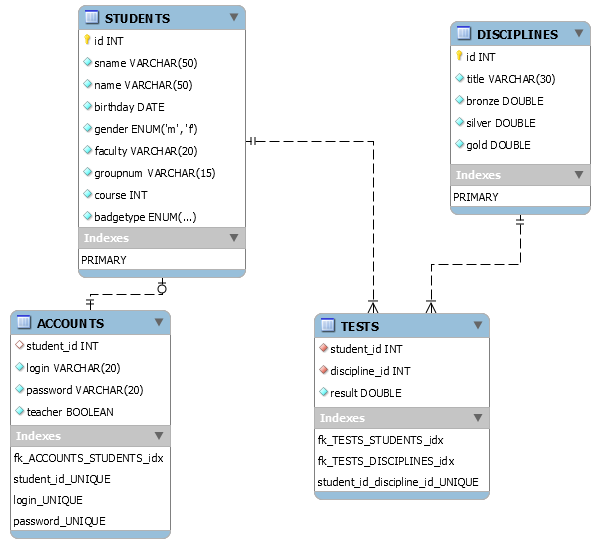 STUDENTS
id INT
sname VARCHAR(50)
name VARCHAR(50)
birthday DATE
gender ENUM('m', 'f')
faculty VARCHAR(20)
groupnum VARCHAR(15)
course INT
badgetype ENUM(...)
Indexes
PRIMARY
DISCIPLINES
id INT
title VARCHAR(30)
bronze DOUBLE
silver DOUBLE
gold DOUBLE
Indexes
PRIMARY
ACCOUNTS
student_id INT
login VARCHAR(20)
password VARCHAR(20)
teacher BOOLEAN
Indexes
fk_ACCOUNTS_STUDENTS_idx
student_id_UNIQUE
login_UNIQUE
password_UNIQUE
TESTS
student_id INT
discipline_id INT
result DOUBLE
Indexes
fk_TESTS_STUDENTS_idx
fk_TESTS_DISCIPLINES_idx
student_id_discipline_id_UNIQUE